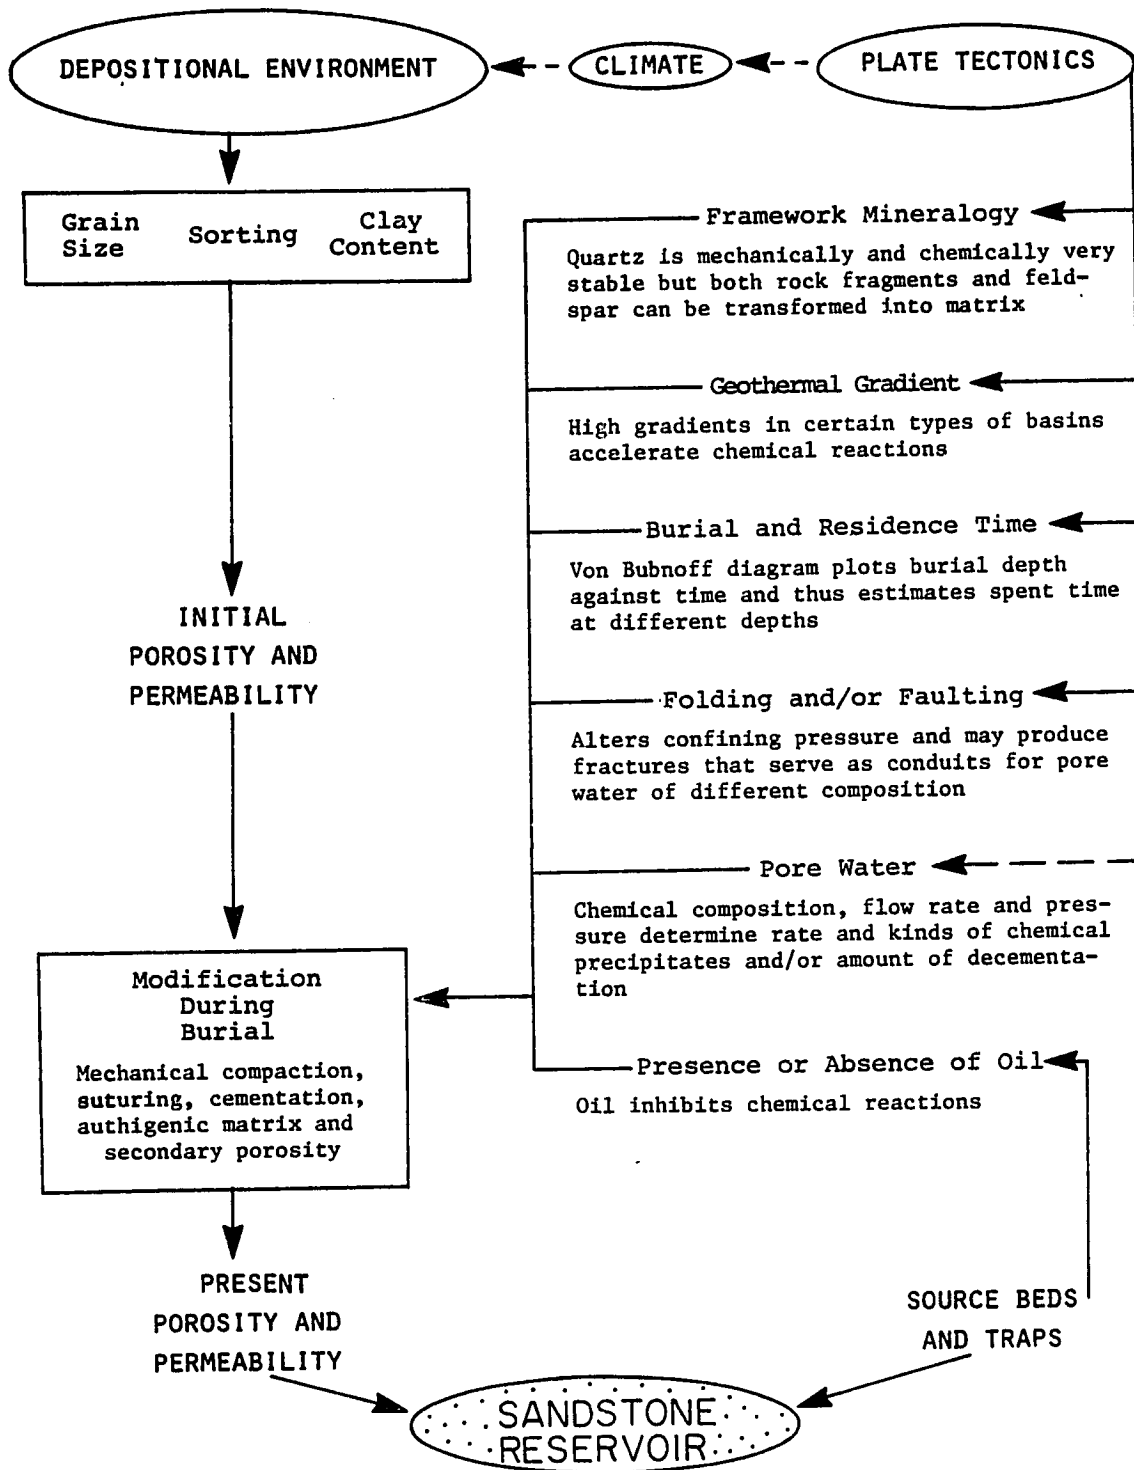 DEPOSITIONAL ENVIRONMENT
CLIMATE
PLATE TECTONICS
Grain
Size
Sorting
Clay
Content
Framework Mineralogy
Quartz is mechanically and chemically very
stable but both rock fragments and feld-
spar can be transformed into matrix
Geothermal Gradient
High gradients in certain types of basins
accelerate chemical reactions
Burial and Residence Time
Von Bubnoff diagram plots burial depth
against time and thus estimates spent time
at different depths
INITIAL
POROSITY AND
PERMEABILITY
Folding and/or Faulting
Alters confining pressure and may produce
fractures that serve as conduits for pore
water of different composition
Pore Water
Chemical composition, flow rate and pres-
sure determine rate and kinds of chemical
precipitates and/or amount of decementa-
tion
Modification
During
Burial
Mechanical compaction,
suturing, cementation,
authigenic matrix and
secondary porosity
Presence or Absence of Oil
Oil inhibits chemical reactions
PRESENT
POROSITY AND
PERMEABILITY
SOURCE BEDS
AND TRAPS
SANDSTONE
RESERVOIR